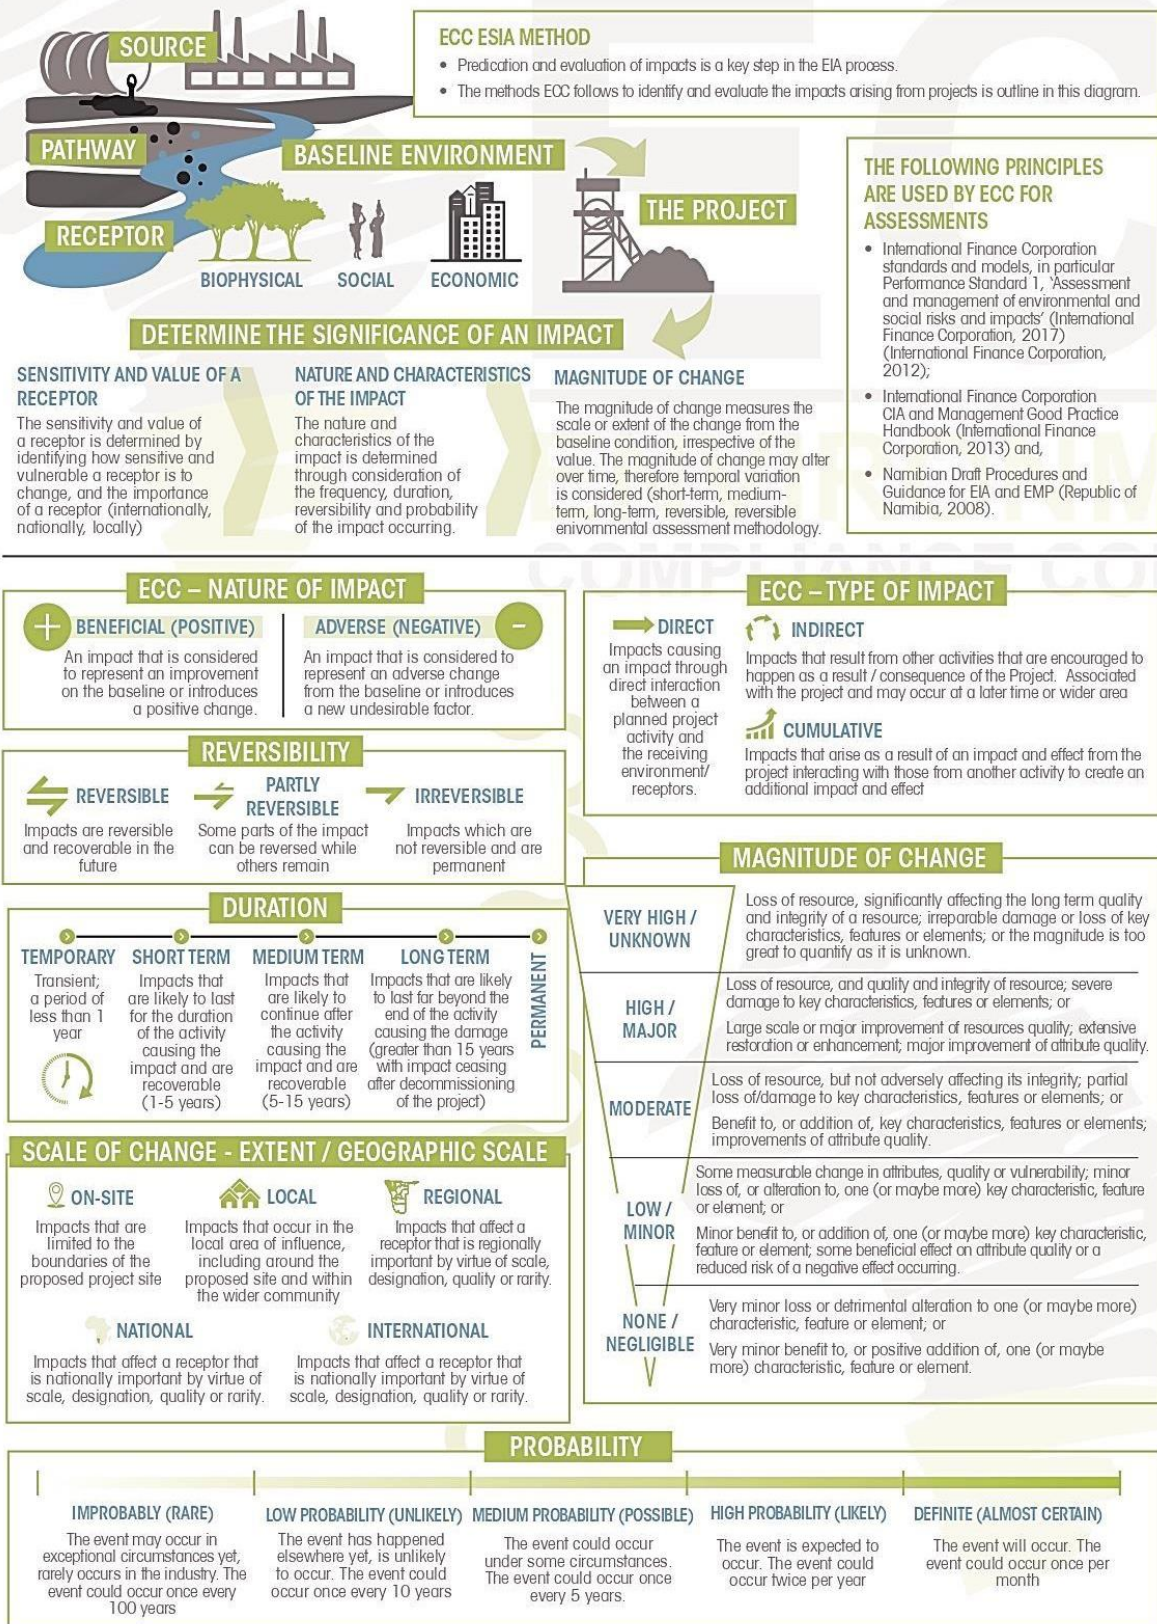 SOURCE
PATHWAY
RECEPTOR
ECC ESIA METHOD
• Predication and evaluation of impacts is a key step in the EIA process.
• The methods ECC follows to identify and evaluate the impacts arising from projects is outline in this diagram.
BASELINE ENVIRONMENT
BIOPHYSICAL
SOCIAL
ECONOMIC
THE PROJECT
THE FOLLOWING PRINCIPLES
ARE USED BY ECC FOR
ASSESSMENTS
• International Finance Corporation
standards and models, in particular
Performance Standard 1, 'Assessment
and management of environmental and
social risks and impacts' (International
Finance Corporation, 2017)
(International Finance Corporation,
2012);
• International Finance Corporation
CIA and Management Good Practice
Handbook (International Finance
Corporation, 2013) and,
• Namibian Draft Procedures and
Guidance for EIA and EMP (Republic of
Namibia, 2008).
DETERMINE THE SIGNIFICANCE OF AN IMPACT
SENSITIVITY AND VALUE OF A
RECEPTOR
The sensitivity and value of
a receptor is determined by
identifying how sensitive and
vulnerable a receptor is to
change, and the importance
of a receptor (internationally,
nationally, locally)
NATURE AND CHARACTERISTICS
OF THE IMPACT
The nature and
characteristics of the
impact is determined
through consideration of
the frequency, duration,
reversibility and probability
of the impact occurring.
MAGNITUDE OF CHANGE
The magnitude of change measures the
scale or extent of the change from the
baseline condition, irrespective of the
value. The magnitude of change may alter
over time, therefore temporal variation
is considered (short-term, medium-
term, long-term, reversible, reversible
enivornmental assessment methodology.
COMPLIANCE CO
ECC – NATURE OF IMPACT
+ BENEFICIAL (POSITIVE)
An impact that is considered
to represent an improvement
on the baseline or introduces
a positive change.
ADVERSE (NEGATIVE) -
An impact that is considered to
represent an adverse change
from the baseline or introduces
a new undesirable factor.
ECC – TYPE OF IMPACT
DIRECT
Impacts causing
an impact through
direct interaction
between a
planned project
activity and
the receiving
environment/
receptors.
INDIRECT
Impacts that result from other activities that are encouraged to
happen as a result / consequence of the Project. Associated
with the project and may occur at a later time or wider area
CUMULATIVE
Impacts that arise as a result of an impact and effect from the
project interacting with those from another activity to create an
additional impact and effect
REVERSIBILITY
REVERSIBLE
Impacts are reversible
and recoverable in the
future
PARTLY
REVERSIBLE
Some parts of the impact
can be reversed while
others remain
IRREVERSIBLE
Impacts which are
not reversible and are
permanent
DURATION
TEMPORARY
Transient;
a period of
less than 1
year
SHORT TERM
Impacts that
are likely to last
for the duration
of the activity
causing the
impact and are
recoverable
(1-5 years)
MEDIUM TERM
Impacts that
are likely to
continue after
the activity
causing the
impact and are
recoverable
(5-15 years)
LONG TERM
Impacts that are likely
to last far beyond the
end of the activity
causing the damage
(greater than 15 years
with impact ceasing
after decommissioning
of the project)
PERMANENT
MAGNITUDE OF CHANGE
VERY HIGH /
UNKNOWN
Loss of resource, significantly affecting the long term quality
and integrity of a resource; irreparable damage or loss of key
characteristics, features or elements; or the magnitude is too
great to quantify as it is unknown.
HIGH /
MAJOR
Loss of resource, and quality and integrity of resource; severe
damage to key characteristics, features or elements; or
Large scale or major improvement of resources quality; extensive
restoration or enhancement; major improvement of attribute quality.
MODERATE
Loss of resource, but not adversely affecting its integrity; partial
loss of/damage to key characteristics, features or elements; or
Benefit to, or addition of, key characteristics, features or elements;
improvements of attribute quality.
LOW /
MINOR
Some measurable change in attributes, quality or vulnerability; minor
loss of, or alteration to, one (or maybe more) key characteristic, feature
or element; or
Minor benefit to, or addition of, one (or maybe more) key characteristic,
feature or element; some beneficial effect on attribute quality or a
reduced risk of a negative effect occurring.
NONE /
NEGLIGIBLE
Very minor loss or detrimental alteration to one (or maybe more)
characteristic, feature or element; or
Very minor benefit to, or positive addition of, one (or maybe
more) characteristic, feature or element.
SCALE OF CHANGE - EXTENT / GEOGRAPHIC SCALE
ON-SITE
Impacts that are
limited to the
boundaries of the
proposed project site
LOCAL
Impacts that occur in the
local area of influence,
including around the
proposed site and within
the wider community
REGIONAL
Impacts that affect a
receptor that is regionally
important by virtue of scale,
designation, quality or rarity.
NATIONAL
Impacts that affect a receptor that
is nationally important by virtue of
scale, designation, quality or rarity.
INTERNATIONAL
Impacts that affect a receptor that
is nationally important by virtue of
scale, designation, quality or rarity.
PROBABILITY
IMPROBABLY (RARE)
The event may occur in
exceptional circumstances yet,
rarely occurs in the industry. The
event could occur once every
100 years
LOW PROBABILITY (UNLIKELY)
The event has happened
elsewhere yet, is unlikely
to occur. The event could
occur once every 10 years
MEDIUM PROBABILITY (POSSIBLE)
The event could occur
under some circumstances.
The event could occur once
every 5 years.
HIGH PROBABILITY (LIKELY)
The event is expected to
occur. The event could
occur twice per year
DEFINITE (ALMOST CERTAIN)
The event will occur. The
event could occur once per
month